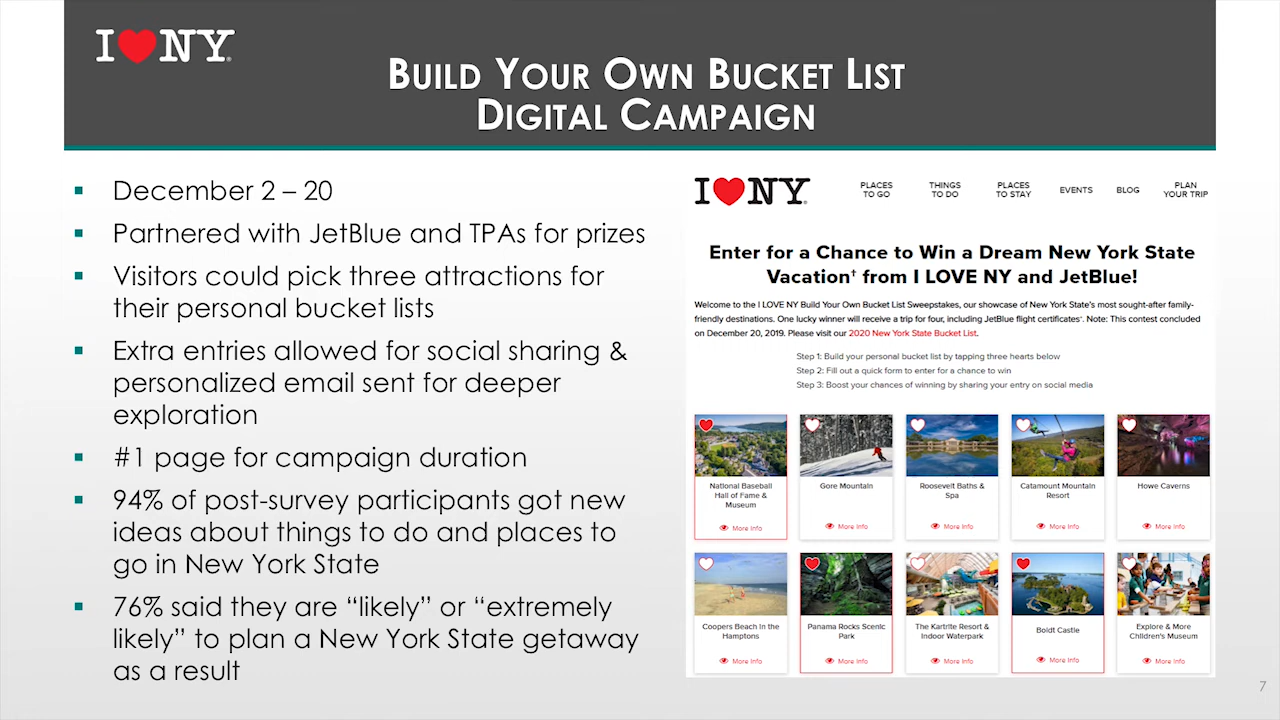 I NY®
BUILD YOUR OWN BUCKET LIST
DIGITAL CAMPAIGN
▪ December 2 – 20
▪ Partnered with JetBlue and TPAs for prizes
▪ Visitors could pick three attractions for
their personal bucket lists
▪ Extra entries allowed for social sharing &
personalized email sent for deeper
exploration
▪ #1 page for campaign duration
▪ 94% of post-survey participants got new
ideas about things to do and places to
go in New York State
▪ 76% said they are “likely” or “extremely
likely” to plan a New York State getaway
as a result
I NY®
PLACES
TO GO
THINGS
TO DO
PLACES
TO STAY
EVENTS
BLOG
PLAN
YOUR TRIP
Enter for a Chance to Win a Dream New York State
Vacation† from I LOVE NY and JetBlue!
Welcome to the I LOVE NY Build Your Own Bucket List Sweepstakes, our showcase of New York State's most sought-after family-
friendly destinations. One lucky winner will receive a trip for four, including JetBlue flight certificates*. Note: This contest concluded
on December 20, 2019. Please visit our 2020 New York State Bucket List.
Step 1: Build your personal bucket list by tapping three hearts below
Step 2: Fill out a quick form to enter for a chance to win
Step 3: Boost your chances of winning by sharing your entry on social media
National Baseball
Hall of Fame &
Museum
More Info
Gore Mountain
More Info
Roosevelt Baths &
Spa
More Info
Catamount Mountain
Resort
More Info
Howe Caverns
More Info
Coopers Beach in the
Hamptons
More Info
Panama Rocks Scenic
Park
More Info
The Kartrite Resort &
Indoor Waterpark
More Info
Boldt Castle
More Info
Explore & More
Children's Museum
More Info
7